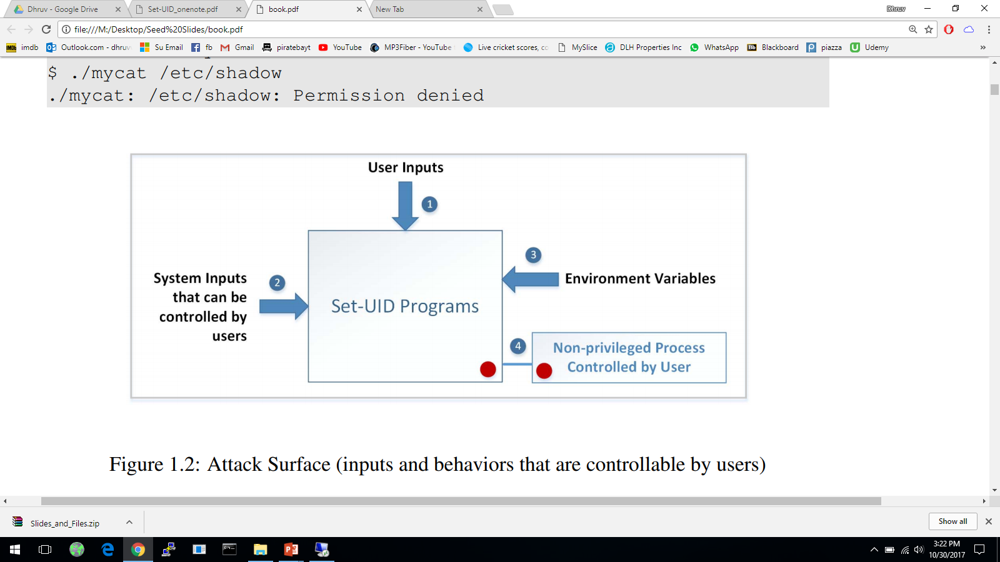 Dhruv - Google Drive
Set-UID_onenote.pdf
book.pdf
New Tab
Dhruv
file:///M:/Desktop/Seed%20Slides/book.pdf
IMDb imdb
Outlook.com - dhruv
Su Email
fb
Gmail
piratebayt
YouTube
MP3Fiber - YouTube
Live cricket scores, co
MySlice
DLH Properties Inc
WhatsApp
Bb Blackboard
piazza
Udemy
$ ./mycat /etc/shadow
./mycat: /etc/shadow: Permission denied
User Inputs
1
System Inputs
that can be
controlled by
users
2
Set-UID Programs
3
Environment Variables
4
Non-privileged Process
Controlled by User
Figure 1.2: Attack Surface (inputs and behaviors that are controllable by users)
Slides_and_Files.zip
Show all
3:22 PM
10/30/2017